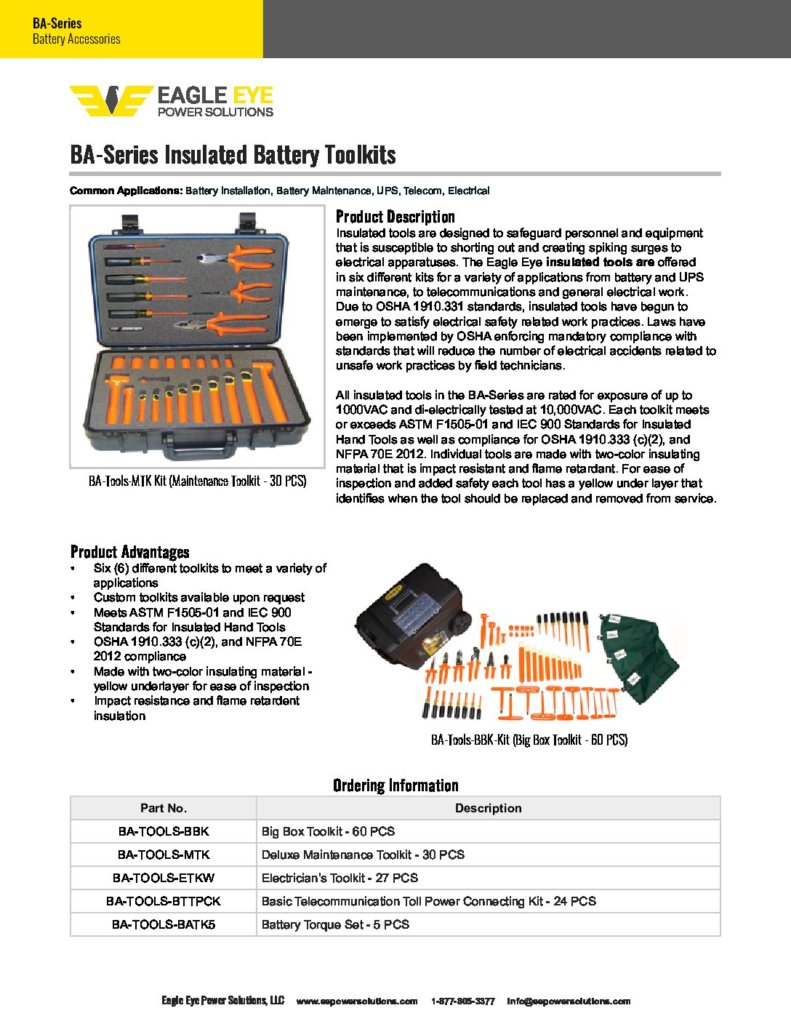 BA-Series
Battery Accessories
EAGLE EYE
POWER SOLUTIONS
BA-Series Insulated Battery Toolkits
Common Applications: Battery Installation, Battery Maintenance, UPS, Telecom, Electrical
Product Description
Insulated tools are designed to safeguard personnel and equipment
that is susceptible to shorting out and creating spiking surges to
electrical apparatuses. The Eagle Eye insulated tools are offered
in six different kits for a variety of applications from battery and UPS
maintenance, to telecommunications and general electrical work.
Due to OSHA 1910.331 standards, insulated tools have begun to
emerge to satisfy electrical safety related work practices. Laws have
been implemented by OSHA enforcing mandatory compliance with
standards that will reduce the number of electrical accidents related to
unsafe work practices by field technicians.
All insulated tools in the BA-Series are rated for exposure of up to
1000VAC and di-electrically tested at 10,000VAC. Each toolkit meets
or exceeds ASTM F1505-01 and IEC 900 Standards for Insulated
Hand Tools as well as compliance for OSHA 1910.333 (c)(2), and
NFPA 70E 2012. Individual tools are made with two-color insulating
material that is impact resistant and flame retardant. For ease of
inspection and added safety each tool has a yellow under layer that
identifies when the tool should be replaced and removed from service.
BA-Tools-MTK Kit (Maintenance Toolkit - 30 PCS)
Product Advantages
• Six (6) different toolkits to meet a variety of
applications
• Custom toolkits available upon request
• Meets ASTM F1505-01 and IEC 900
Standards for Insulated Hand Tools
• OSHA 1910.333 (c)(2), and NFPA 70E
2012 compliance
• Made with two-color insulating material -
yellow underlayer for ease of inspection
• Impact resistance and flame retardent
insulation
BA-Tools-BBK-Kit (Big Box Toolkit - 60 PCS)
Ordering Information
Part No. Description
BA-TOOLS-BBK Big Box Toolkit - 60 PCS
BA-TOOLS-MTK Deluxe Maintenance Toolkit - 30 PCS
BA-TOOLS-ETKW Electrician's Toolkit - 27 PCS
BA-TOOLS-BTTPCK Basic Telecommunication Toll Power Connecting Kit - 24 PCS
BA-TOOLS-BATK5 Battery Torque Set - 5 PCS
Eagle Eye Power Solutions, LLC www.eepowersolutions.com 1-877-805-3377 info@eepowersolutions.com